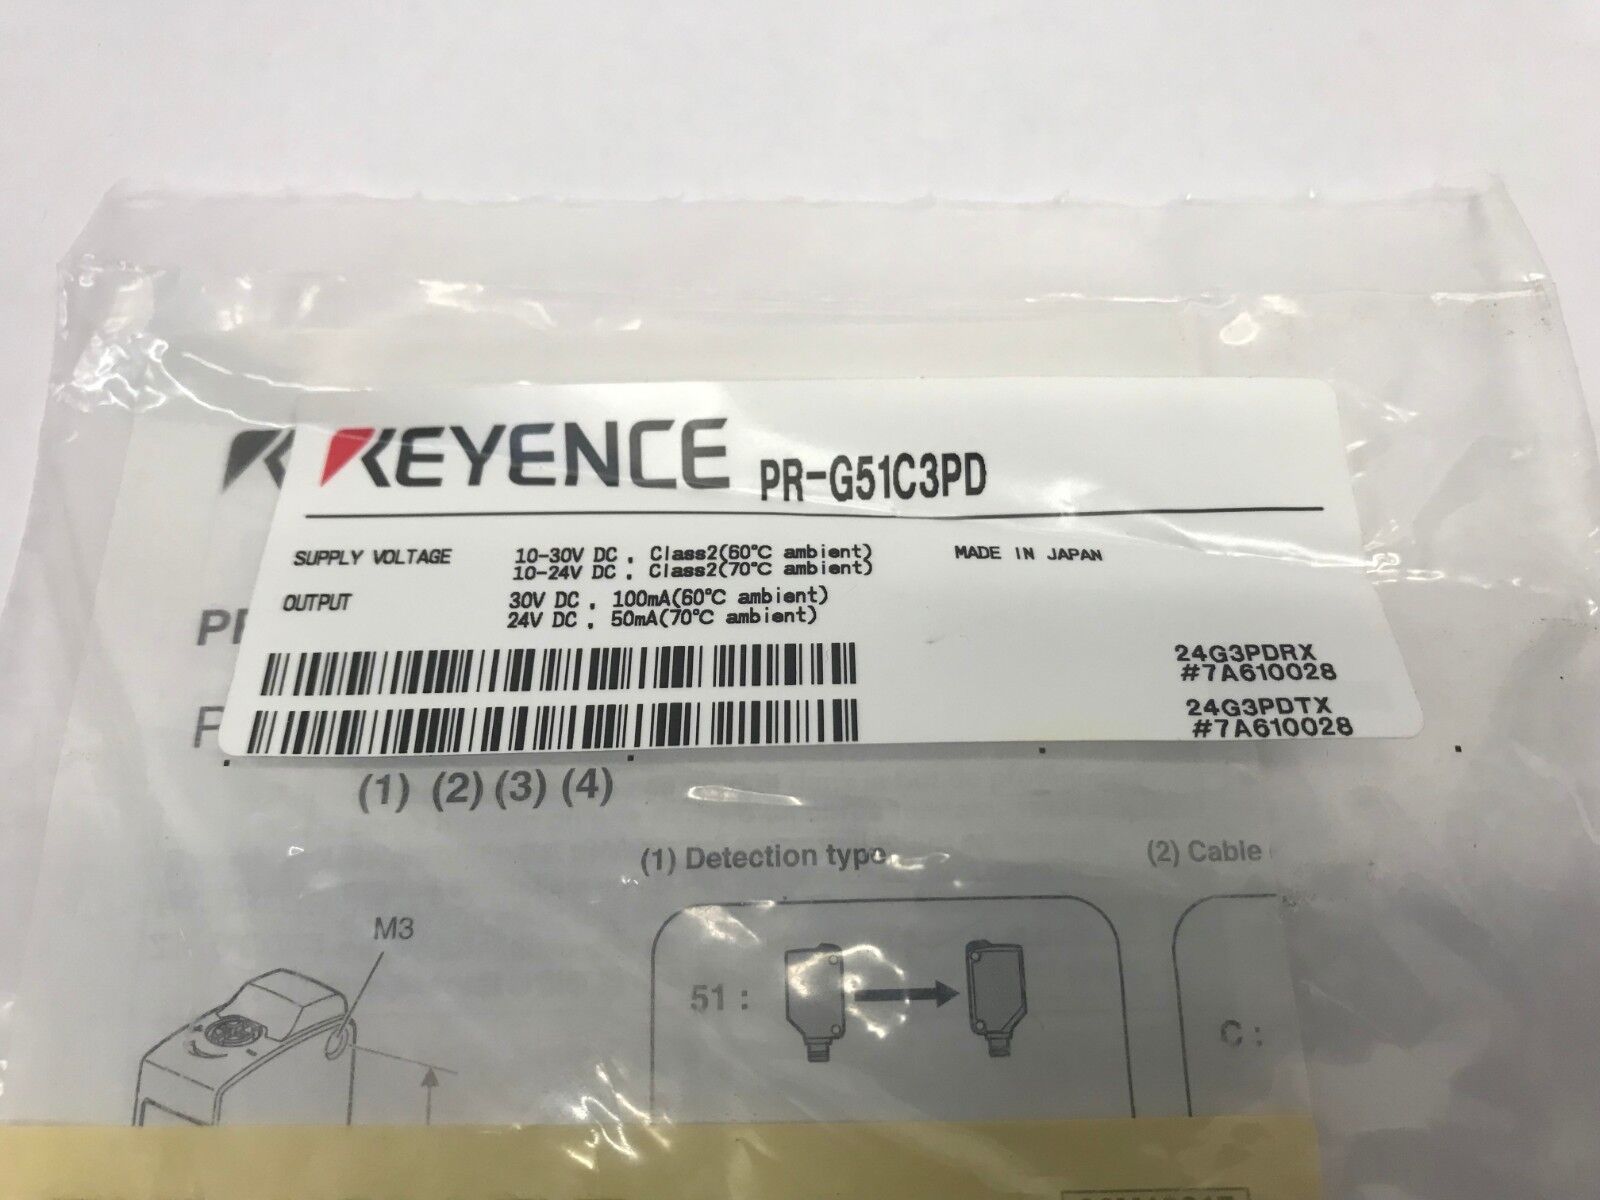 KEYENCE PR-G51C3PD
SUPPLY VOLTAGE 10-30V DC, Class2(60°C ambient) MADE IN JAPAN
10-24V DC, Class2(70°C ambient)
OUTPUT 30V DC, 100mA(60°C ambient)
24V DC, 50mA(70°C ambient)
24G3PDRX
#7A610028
24G3PDTX
#7A610028
(1) (2) (3) (4)
(1) Detection type
(2) Cable
M3
51 :
C :